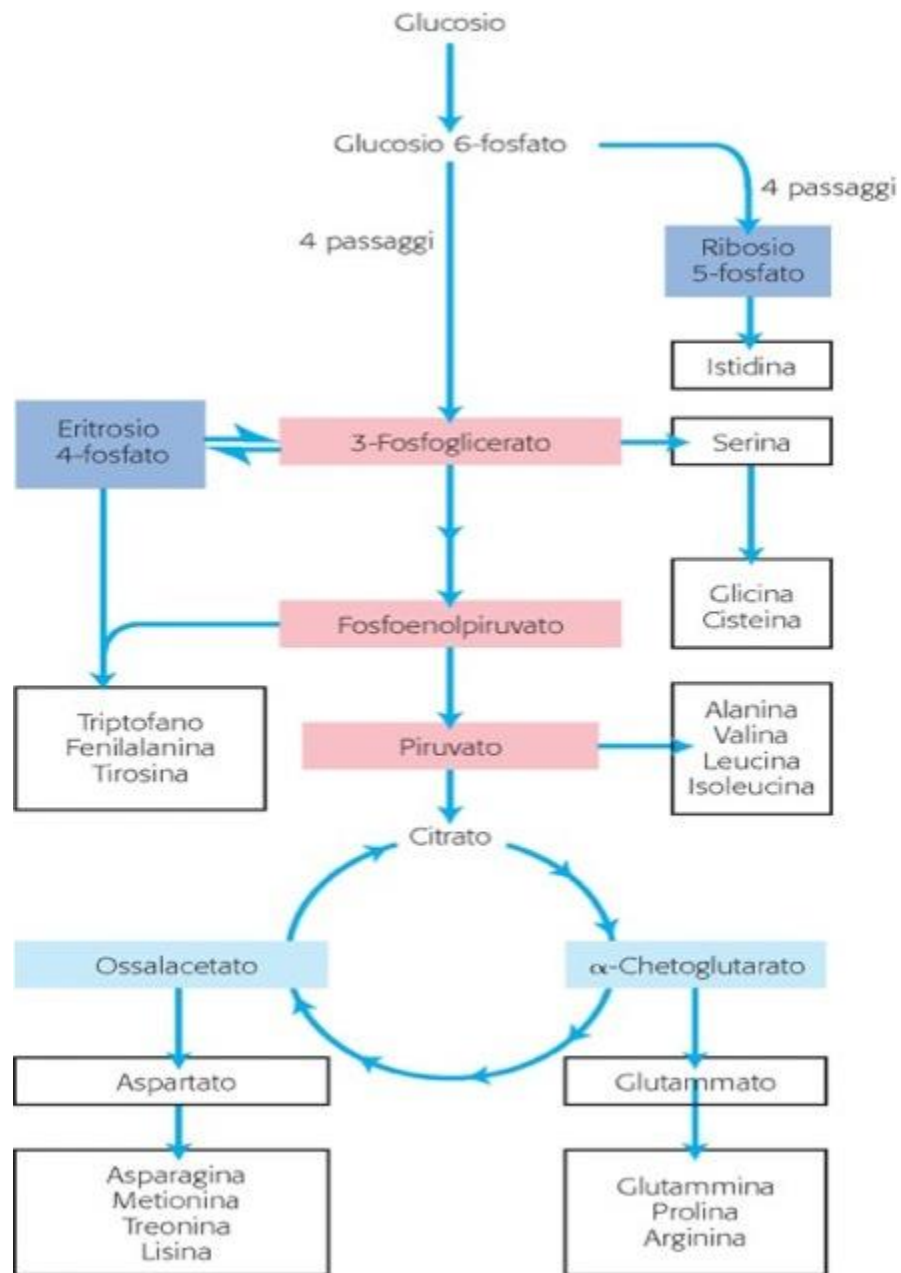 Glucosio
Glucosio 6-fosfato
4 passaggi
4 passaggi
Ribosio
5-fosfato
Istidina
Eritrosio
4-fosfato
3-Fosfoglicerato
Serina
Glicina
Cisteina
Fosfoenolpiruvato
Triptofano
Fenilalanina
Tirosina
Piruvato
Alanina
Valina
Leucina
Isoleucina
Citrato
Ossalacetato
α-Chetoglutarato
Aspartato
Glutammato
Asparagina
Metionina
Treonina
Lisina
Glutammina
Prolina
Arginina